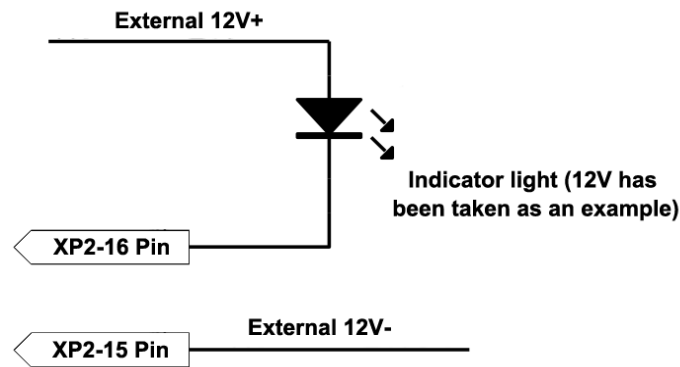 External 12V+
Indicator light (12V has
been taken as an example)
XP2-16 Pin
External 12V-
XP2-15 Pin